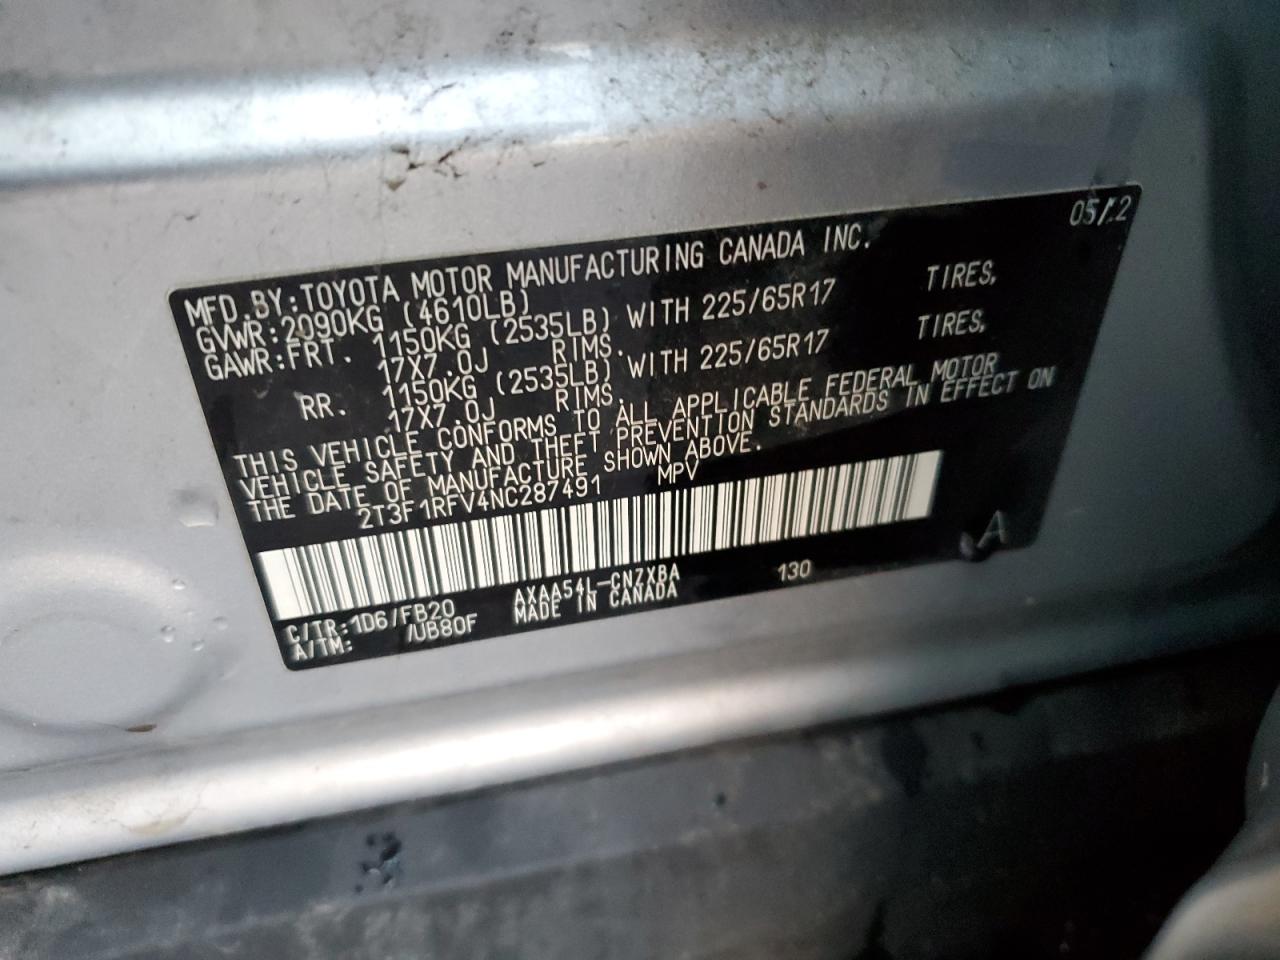 05/22
MFD.BY:TOYOTA MOTOR MANUFACTURING CANADA INC.
GVWR:2090KG (4610LB)
GAWR:FRT. 1150KG (2535LB) WITH 225/65R17 TIRES,
17X7.0J RIMS.
RR. 1150KG (2535LB) WITH 225/65R17 TIRES,
17X7.0J RIMS.
THIS VEHICLE CONFORMS TO ALL APPLICABLE FEDERAL MOTOR
VEHICLE SAFETY AND THEFT PREVENTION STANDARDS IN EFFECT ON
THE DATE OF MANUFACTURE SHOWN ABOVE.
2T3F1RFV4NC287491 MPV
C/TR:1D6/FB20 AXAA54L-CNZXBA 130
A/TM: /UB80F MADE IN CANADA
A